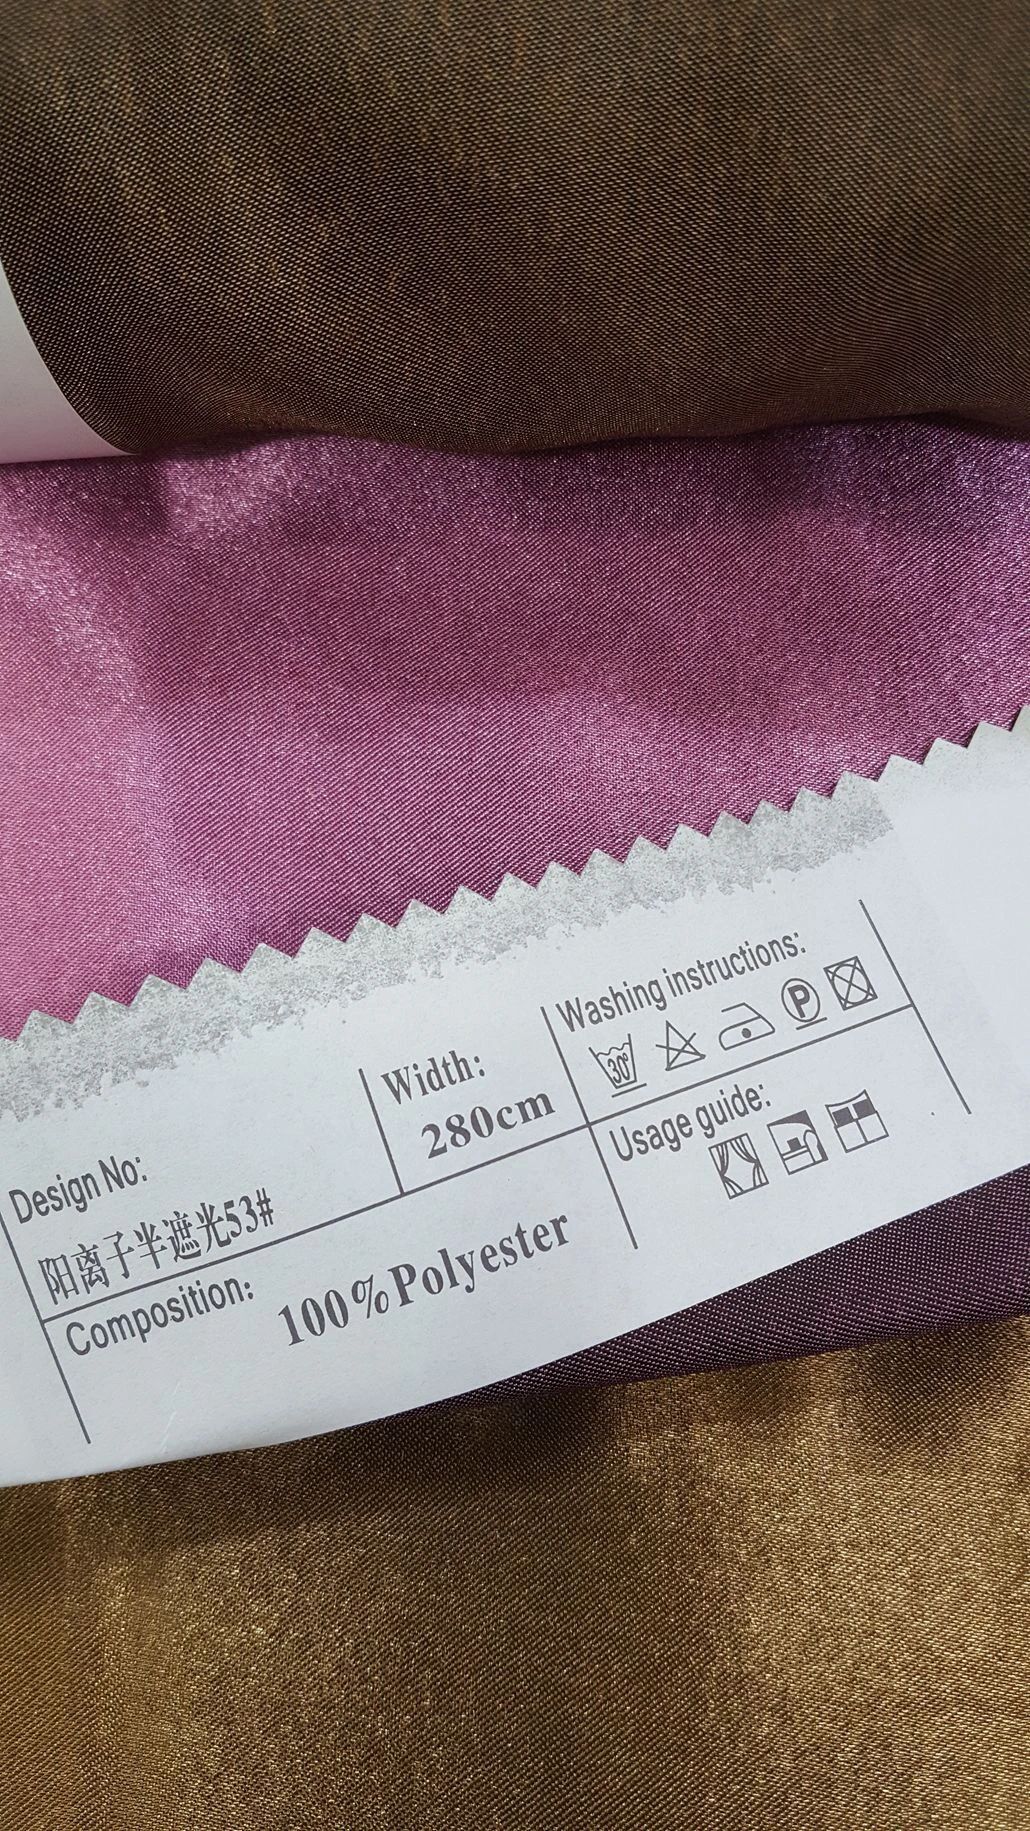 Design No:
阳离子半遮光53#
Width:
280cm
Washing instructions:
30°
P
Composition:
100%Polyester
Usage guide: